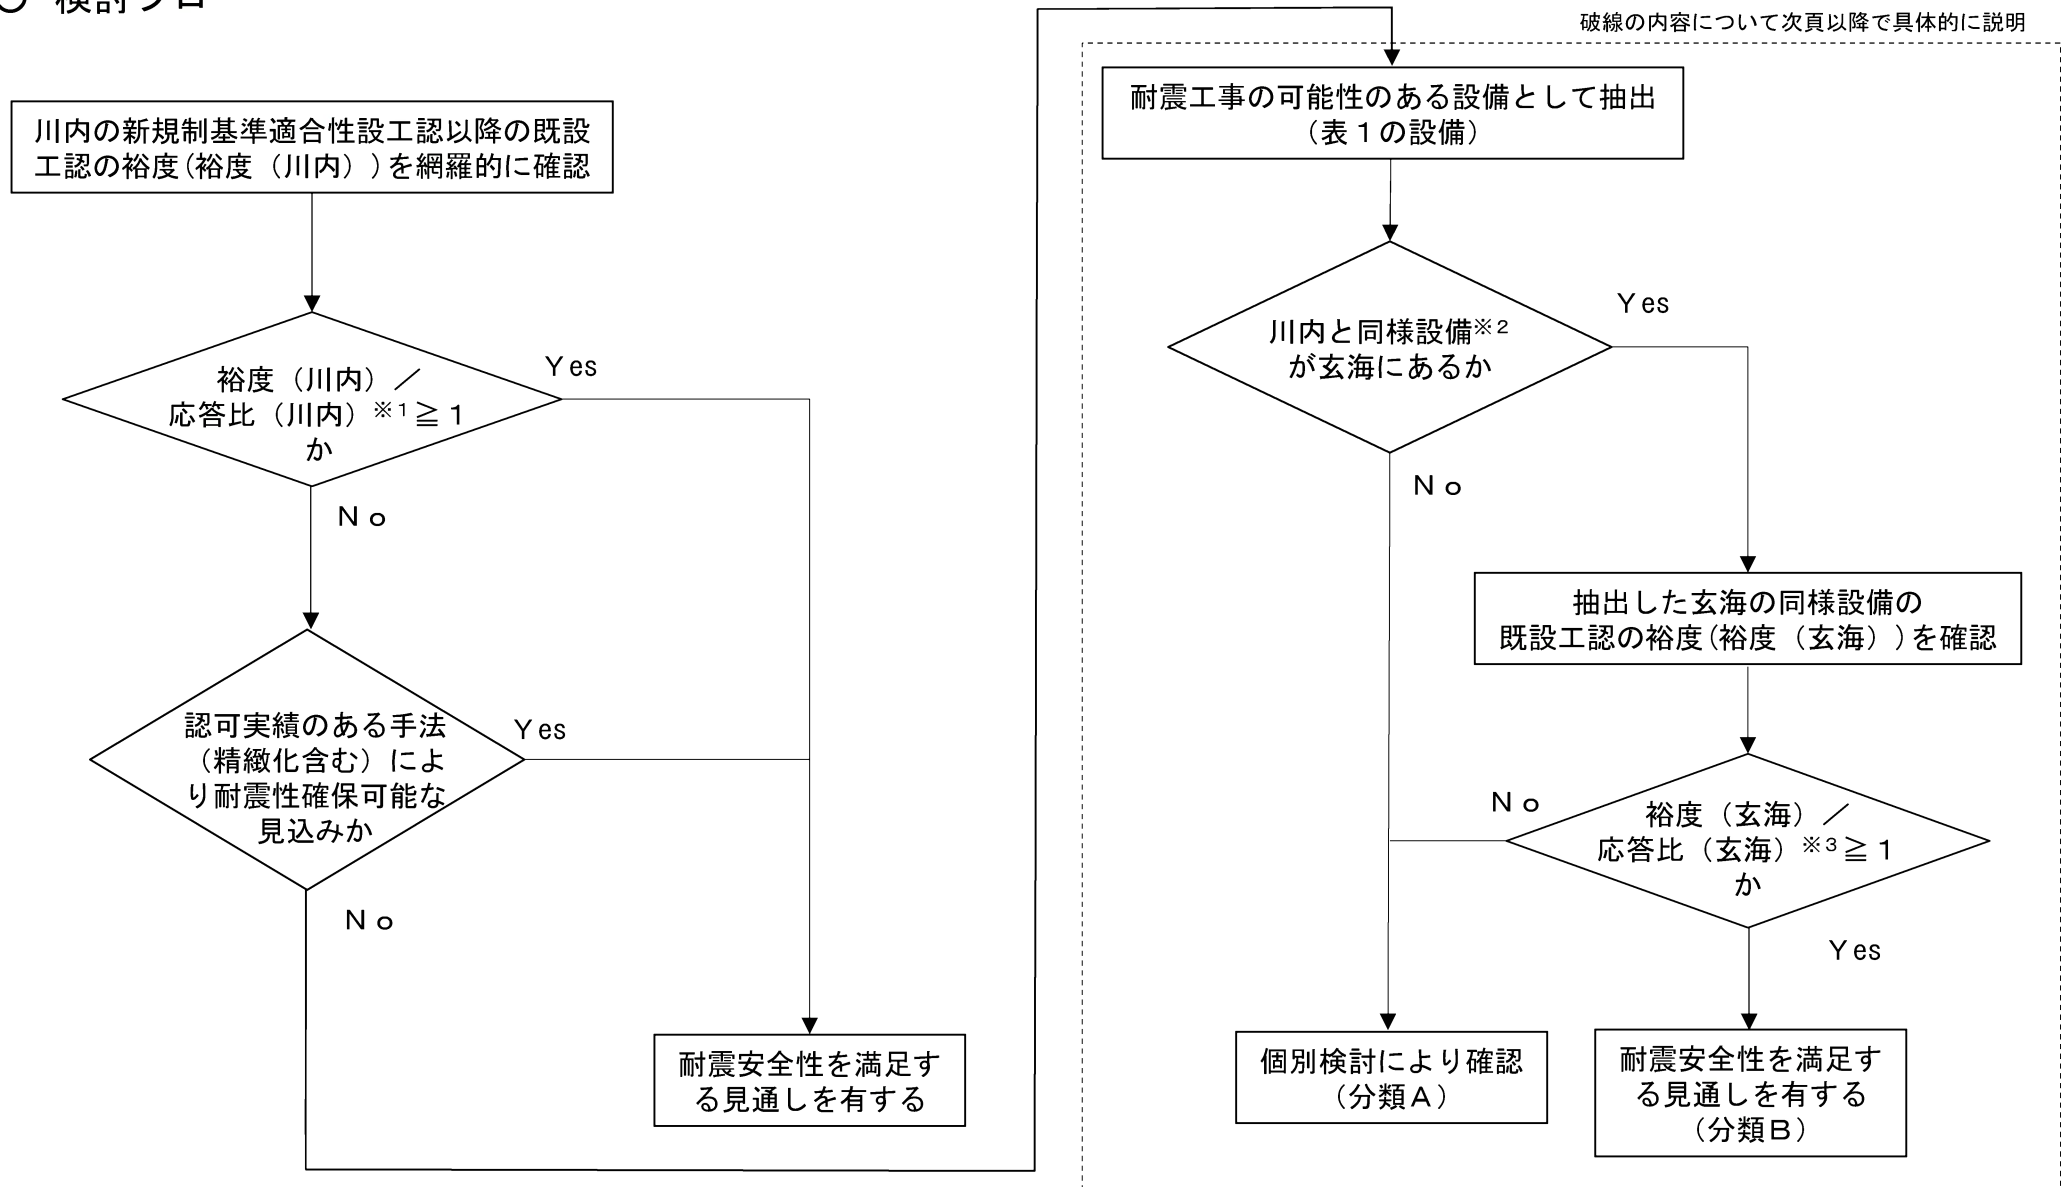 ○ 検討フロー
川内の新規制基準適合性設工認以降の既設
工認の裕度(裕度（川内）)を網羅的に確認
裕度（川内）／
応答比（川内）※１≧１
か
Yes
No
認可実績のある手法
（精緻化含む）によ
り耐震性確保可能な
見込みか
Yes
No
耐震安全性を満足す
る見通しを有する
破線の内容について次頁以降で具体的に説明
耐震工事の可能性のある設備として抽出
（表１の設備）
川内と同様設備※２
が玄海にあるか
Yes
No
抽出した玄海の同様設備の
既設工認の裕度(裕度（玄海）)を確認
裕度（玄海）／
応答比（玄海）※３≧１
か
No
Yes
個別検討により確認
（分類Ａ）
耐震安全性を満足す
る見通しを有する
（分類Ｂ）